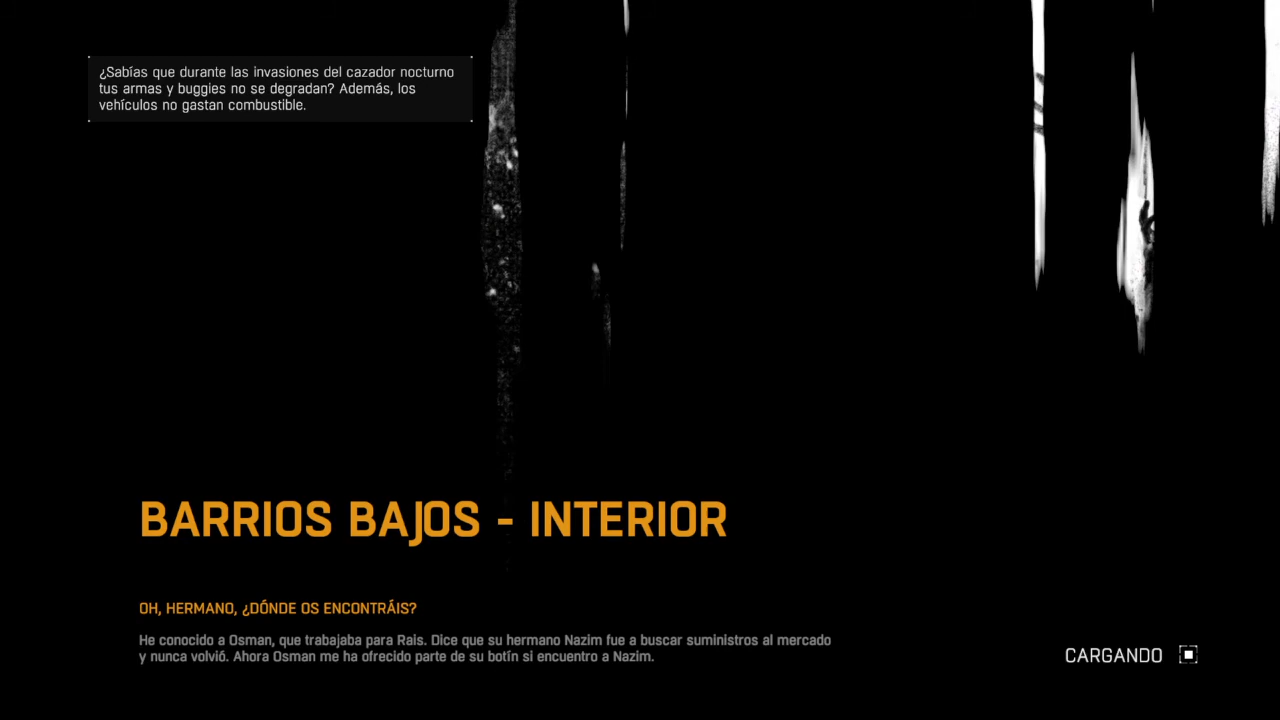 ¿Sabías que durante las invasiones del cazador nocturno
tus armas y buggies no se degradan? Además, los
vehículos no gastan combustible.
BARRIOS BAJOS - INTERIOR
OH, HERMANO, ¿DÓNDE OS ENCONTRÁIS?
He conocido a Osman, que trabajaba para Rais. Dice que su hermano Nazim fue a buscar suministros al mercado
y nunca volvió. Ahora Osman me ha ofrecido parte de su botín si encuentro a Nazim.
CARGANDO